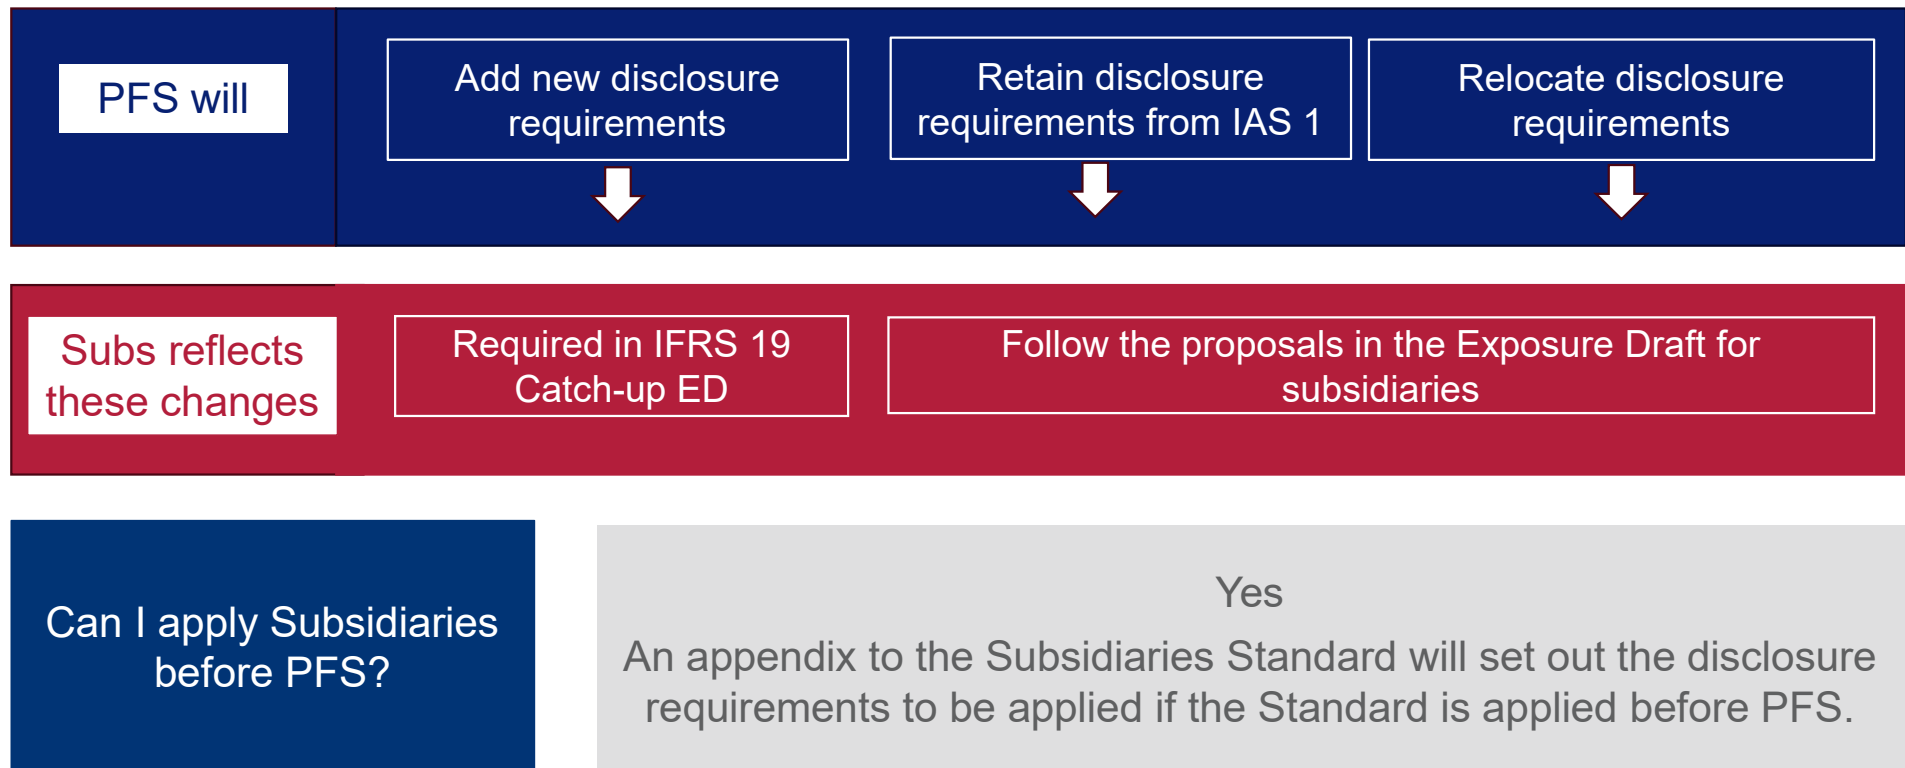 PFS will
Add new disclosure
requirements
Retain disclosure
requirements from IAS 1
Relocate disclosure
requirements
Subs reflects
these changes
Required in IFRS 19
Catch-up ED
Follow the proposals in the Exposure Draft for
subsidiaries
Can I apply Subsidiaries
before PFS?
Yes
An appendix to the Subsidiaries Standard will set out the disclosure
requirements to be applied if the Standard is applied before PFS.